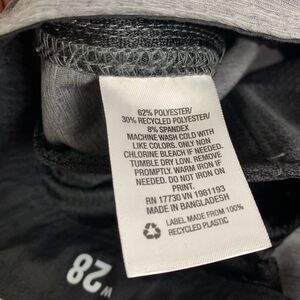 62% POLYESTER/
30% RECYCLED POLYESTER/
8% SPANDEX
MACHINE WASH COLD WITH
LIKE COLORS. ONLY NON
CHLORINE BLEACH IF NEEDED.
TUMBLE DRY LOW. REMOVE
PROMPTLY. WARM IRON IF
NEEDED. DO NOT IRON ON
PRINT.
RN 17730 VN 1981193
MADE IN BANGLADESH
LABEL MADE FROM 100%
RECYCLED PLASTIC
W 28